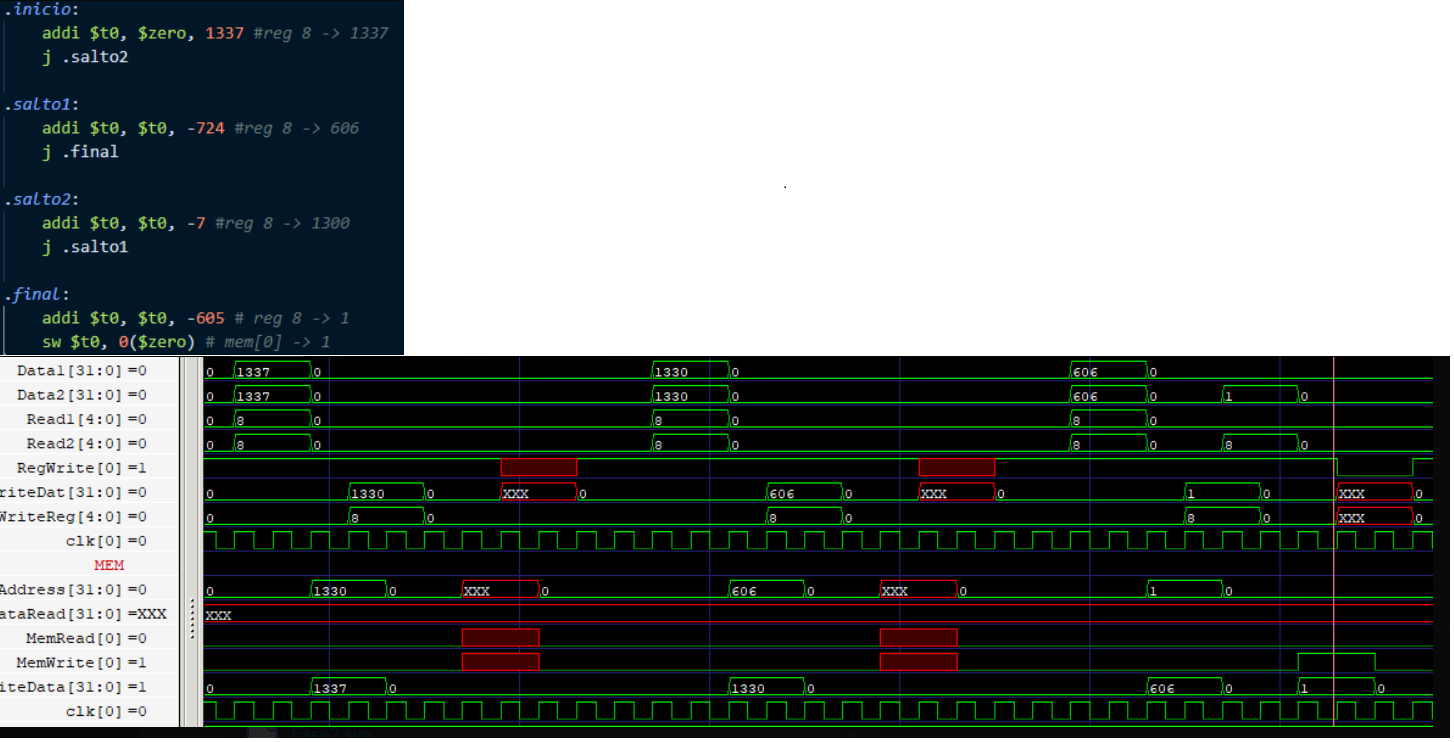 .inicio:
addi $t0, $zero, 1337 #reg 8 -> 1337
j .salto2
.salto1:
addi $t0, $t0, -724 #reg 8 -> 606
j .final
.salto2:
addi $t0, $t0, -7 #reg 8 -> 1300
j .salto1
.final:
addi $t0, $t0, -605 # reg 8 -> 1
sw $t0, 0($zero) # mem[0] -> 1
Data1[31:0] =0 0 1337 0 1330 0 606 0
Data2[31:0] =0 0 1337 0 1330 0 606 0 1 0
Read1[4:0] =0 0 8 0 8 0 8 0
Read2[4:0] =0 0 8 0 8 0 8 0 8 0
RegWrite[0] =1
riteDat[31:0] =0 0 1330 0 XXX 0 606 0 XXX 0 1 0 XXX 0
WriteReg[4:0] =0 0 8 0 8 0 8 0 XXX 0
clk[0] =0
MEM
Address[31:0] =0 0 1330 0 XXX 0 606 0 XXX 0 1 0
ataRead[31:0] =XXX XXX
MemRead[0] =0
MemWrite[0] =1
iteData[31:0] =1 0 1337 0 1330 0 606 0 1 0
clk[0] =0